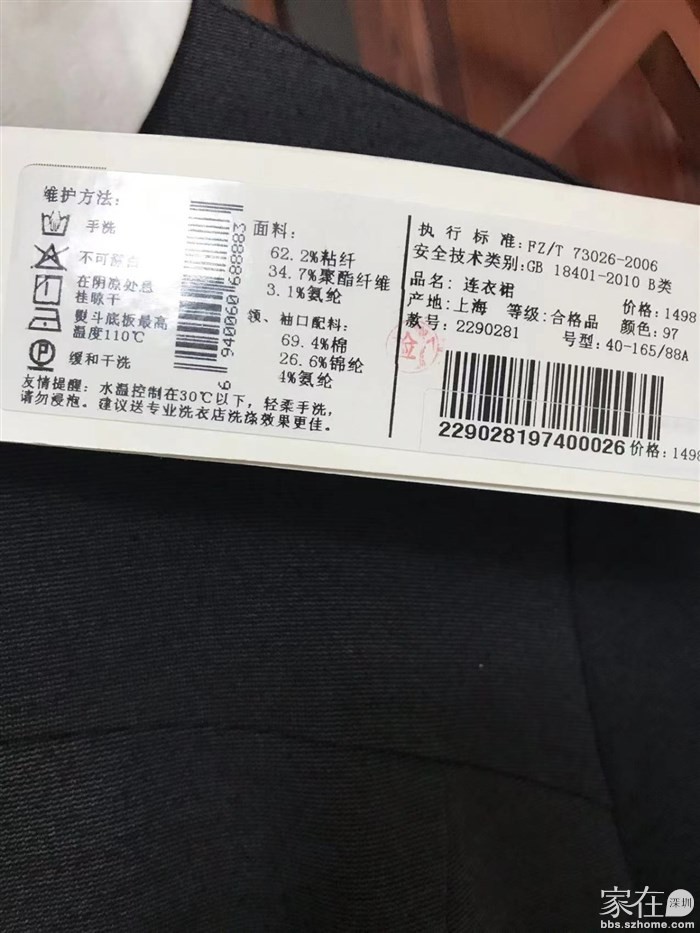 维护方法:
手洗
不可漂白
在阴凉处悬
挂晾干
熨斗底板最高
温度110℃
缓和干洗
友情提醒: 水温控制在30℃以下, 轻柔手洗,
请勿浸泡。建议送专业洗衣店洗涤效果更佳。
6 940060 688883
面料:
62.2%粘纤
34.7%聚酯纤维
3.1%氨纶
领、袖口配料:
69.4%棉
26.6%锦纶
4%氨纶
执行标准: FZ/T 73026-2006
安全技术类别: GB 18401-2010 B类
品名: 连衣裙 价格: 1498
产地: 上海 等级: 合格品 颜色: 97
款号: 2290281 号型: 40-165/88A
229028197400026 价格: 1498
家在 深圳
bbs.szhome.com